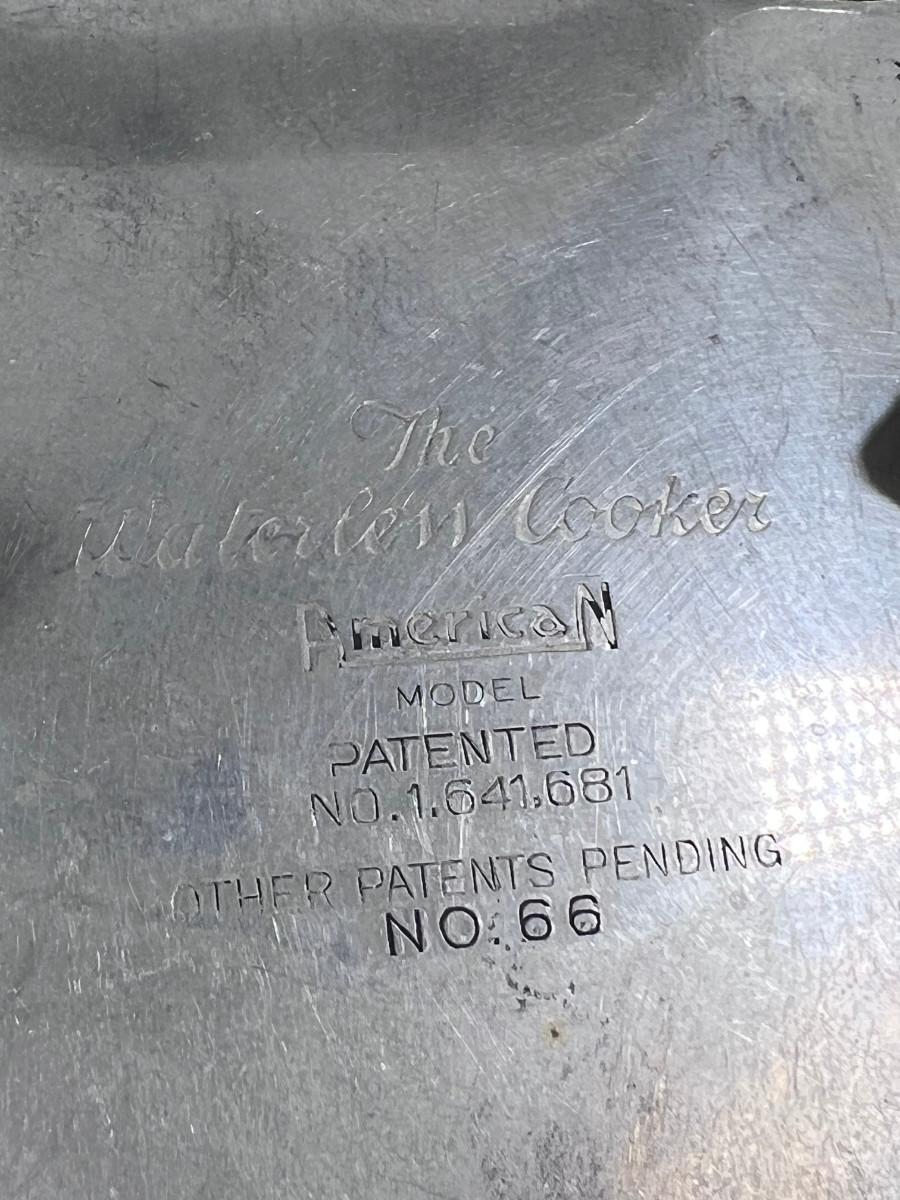 The
Waterless Cooker
AmericaN
MODEL
PATENTED
NO.1.641.681
OTHER PATENTS PENDING
NO.66